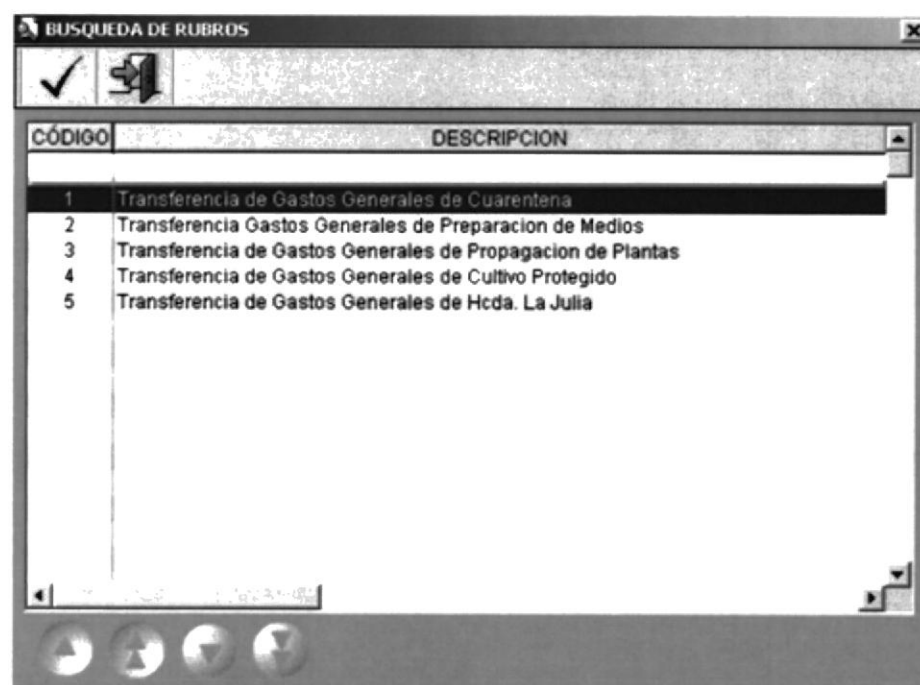 BUSQUEDA DE RUBROS
CÓDIGO DESCRIPCION
1 Transferencia de Gastos Generales de Cuarentena
2 Transferencia Gastos Generales de Preparacion de Medios
3 Transferencia de Gastos Generales de Propagacion de Plantas
4 Transferencia de Gastos Generales de Cultivo Protegido
5 Transferencia de Gastos Generales de Hcda. La Julia